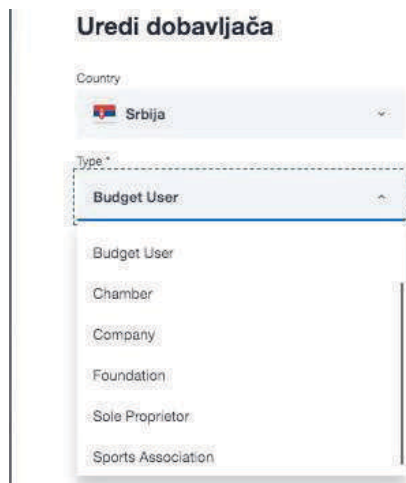 Uredi dobavljača
Country
Srbija
Type *
Budget User
Budget User
Chamber
Company
Foundation
Sole Proprietor
Sports Association